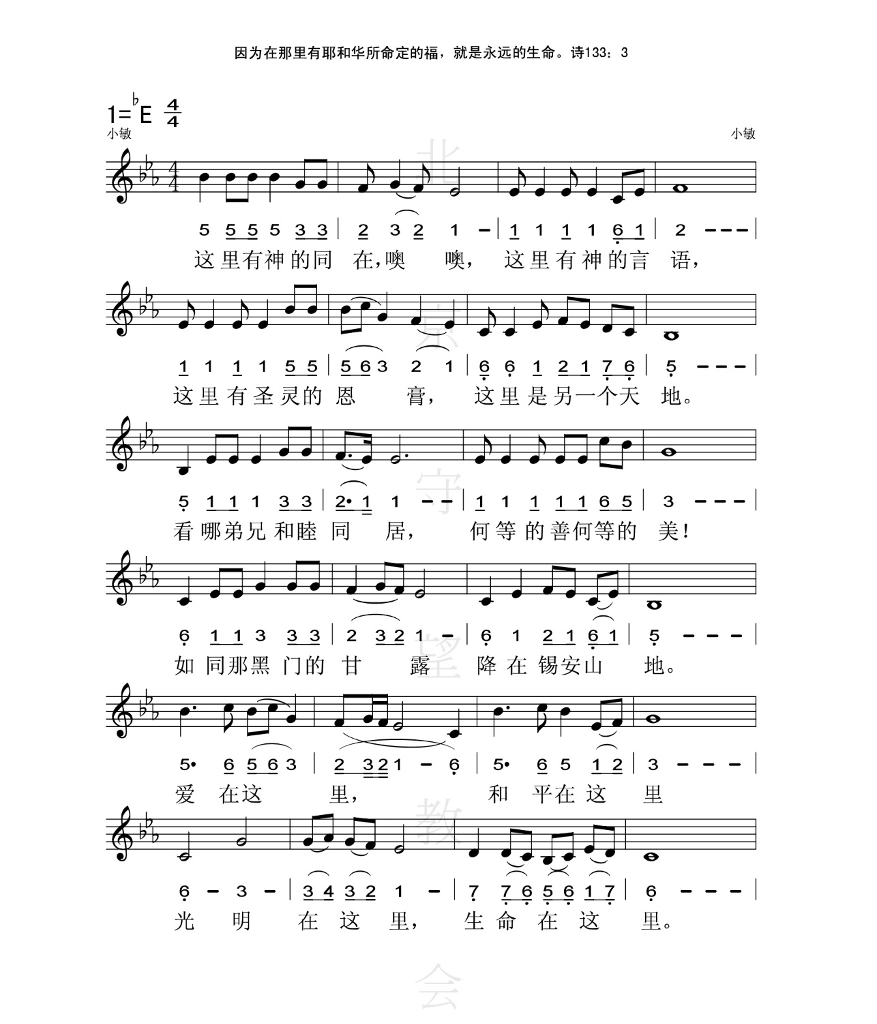 因为在那里有耶和华所命定的福，就是永远的生命。诗133：3
1=♭E 4/4
小敏 小敏
5 5 5 5 3 3 | 2 3 2 1 － | 1 1 1 1 6 1 | 2 － － －
这里有神的同 在，噢 噢， 这里有神的言 语，
1 1 1 1 5 5 | 5 6 3 2 1 | 6 6 1 2 1 7 6 | 5 － － －
这里有圣灵的 恩 膏， 这里是另一个天 地。
5 1 1 1 3 3 | 2• 1 1 － － | 1 1 1 1 1 6 5 | 3 － － －
看哪弟兄和睦 同 居， 何等的善何等的 美！
6 1 1 3 3 3 | 2 3 2 1 － | 6 1 2 1 6 1 | 5 － － －
如同那黑门的 甘 露 降在锡安山 地。
5• 6 5 6 3 | 2 3 2 1 － 6 | 5• 6 5 1 2 | 3 － － －
爱 在这 里， 和 平在这 里
6 － 3 － | 3 4 3 2 1 － | 7 7 6 5 6 1 7 | 6 － － －
光 明 在 这 里， 生命在这 里。
北京守望教会